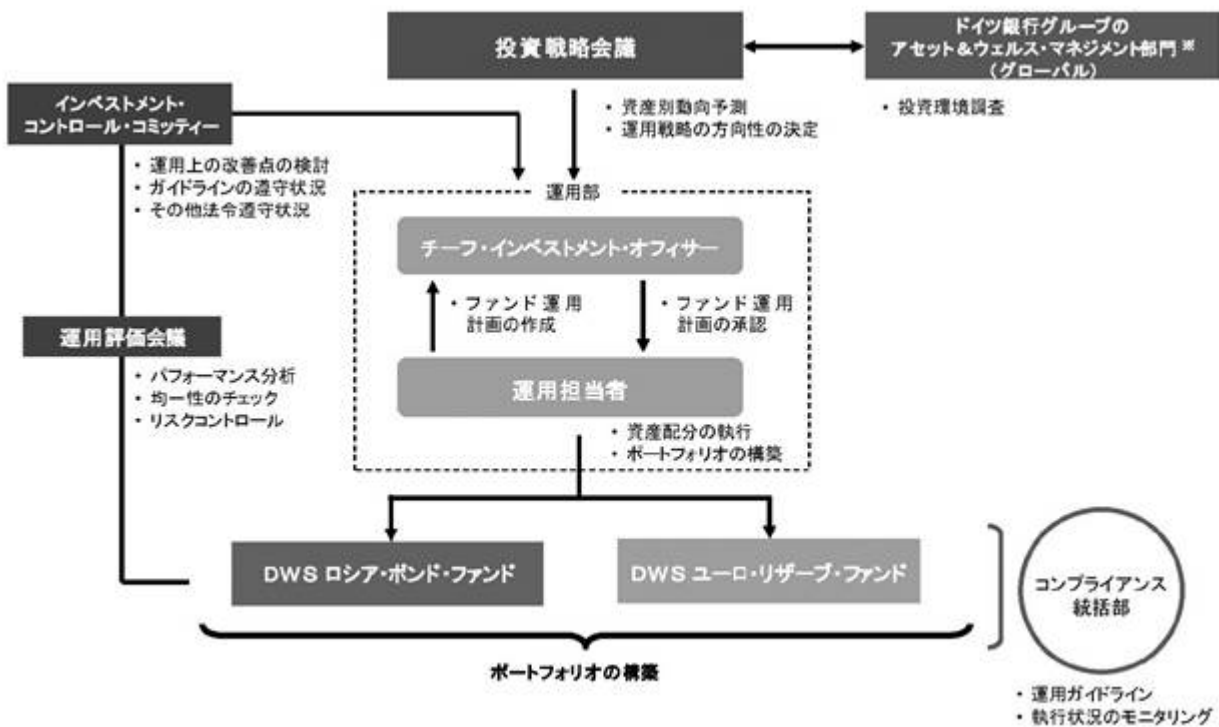 投資戦略会議
ドイツ銀行グループの
アセット＆ウェルス・マネジメント部門※
（グローバル）
・投資環境調査
・資産別動向予測
・運用戦略の方向性の決定
インベストメント・
コントロール・コミッティー
・運用上の改善点の検討
・ガイドラインの遵守状況
・その他法令遵守状況
運用部
チーフ・インベストメント・オフィサー
・ファンド運用
計画の作成
・ファンド運用
計画の承認
運用評価会議
・パフォーマンス分析
・均一性のチェック
・リスクコントロール
運用担当者
・資産配分の執行
・ポートフォリオの構築
DWS ロシア・ボンド・ファンド
DWS ユーロ・リザーブ・ファンド
コンプライアンス
統括部
ポートフォリオの構築
・運用ガイドライン
・執行状況のモニタリング